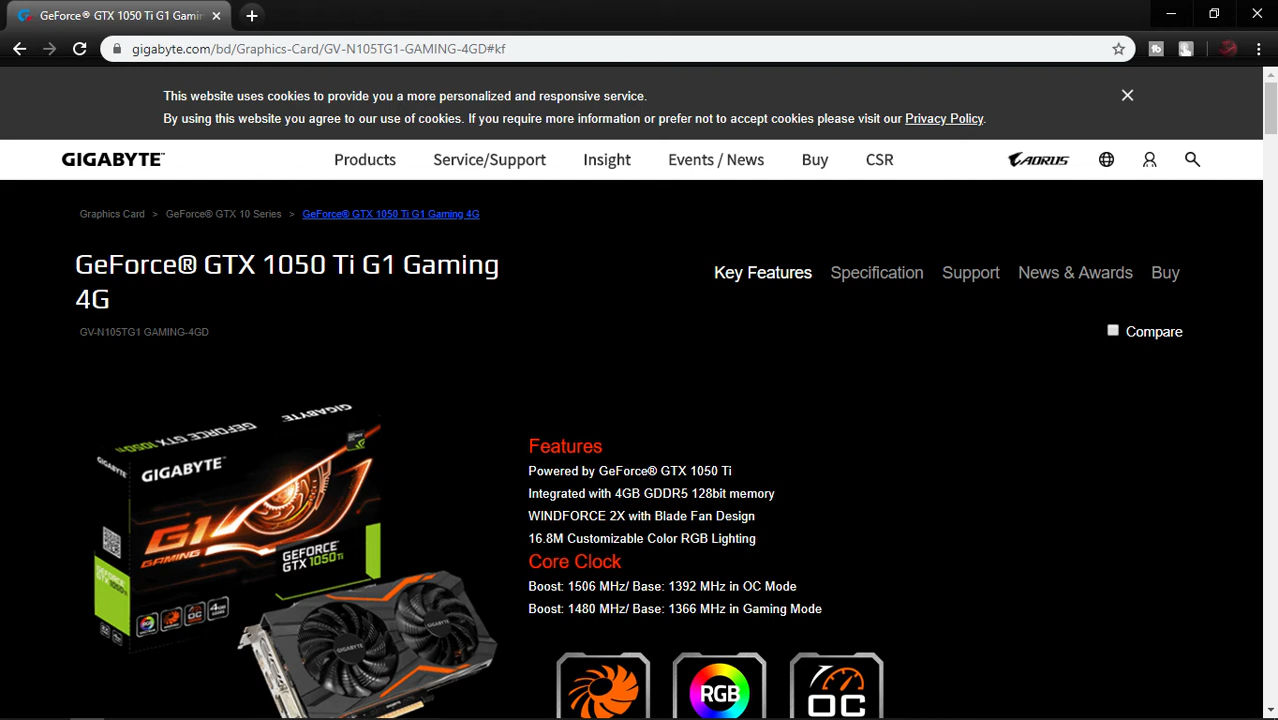 GeForce® GTX 1050 Ti G1 Gamin
gigabyte.com/bd/Graphics-Card/GV-N105TG1-GAMING-4GD#kf
This website uses cookies to provide you a more personalized and responsive service.
By using this website you agree to our use of cookies. If you require more information or prefer not to accept cookies please visit our Privacy Policy.
GIGABYTE™ Products Service/Support Insight Events / News Buy CSR AORUS
Graphics Card > GeForce® GTX 10 Series > GeForce® GTX 1050 Ti G1 Gaming 4G
GeForce® GTX 1050 Ti G1 Gaming
4G
Key Features Specification Support News & Awards Buy
GV-N105TG1 GAMING-4GD
Compare
GEFORCE GTX 1050 Ti GIGABYTE
GIGABYTE
GIGABYTE™
G1
GAMING
GEFORCE
GTX 1050Ti
RGB
OC
4GB
GIGABYTE
GIGABYTE
Features
Powered by GeForce® GTX 1050 Ti
Integrated with 4GB GDDR5 128bit memory
WINDFORCE 2X with Blade Fan Design
16.8M Customizable Color RGB Lighting
Core Clock
Boost: 1506 MHz/ Base: 1392 MHz in OC Mode
Boost: 1480 MHz/ Base: 1366 MHz in Gaming Mode
RGB
OC